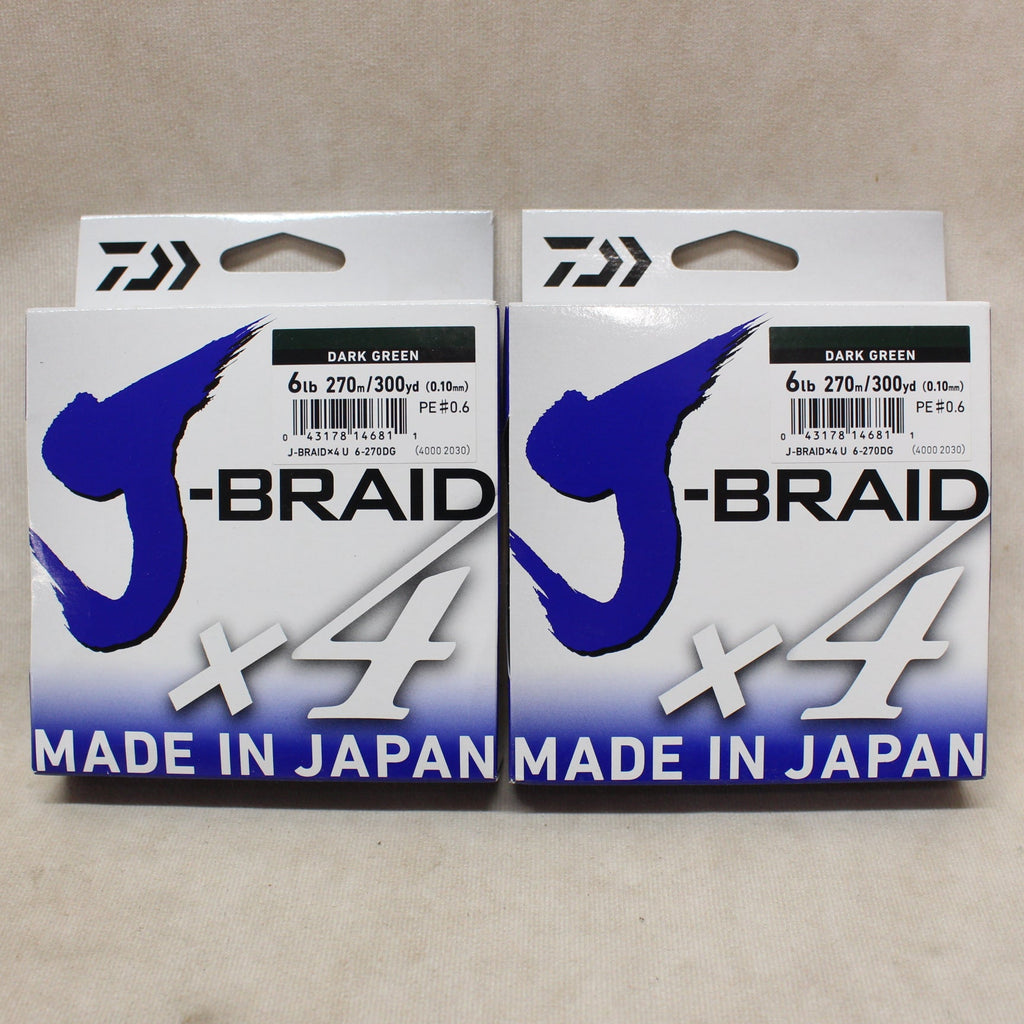 DARK GREEN
6lb 270m/300yd (0.10mm)
PE#0.6
0 43178 14681 1
J-BRAID×4 U 6-270DG (4000 2030)
J-BRAID
×4
MADE IN JAPAN
DARK GREEN
6lb 270m/300yd (0.10mm)
PE#0.6
0 43178 14681 1
J-BRAID×4 U 6-270DG (4000 2030)
J-BRAID
×4
MADE IN JAPAN